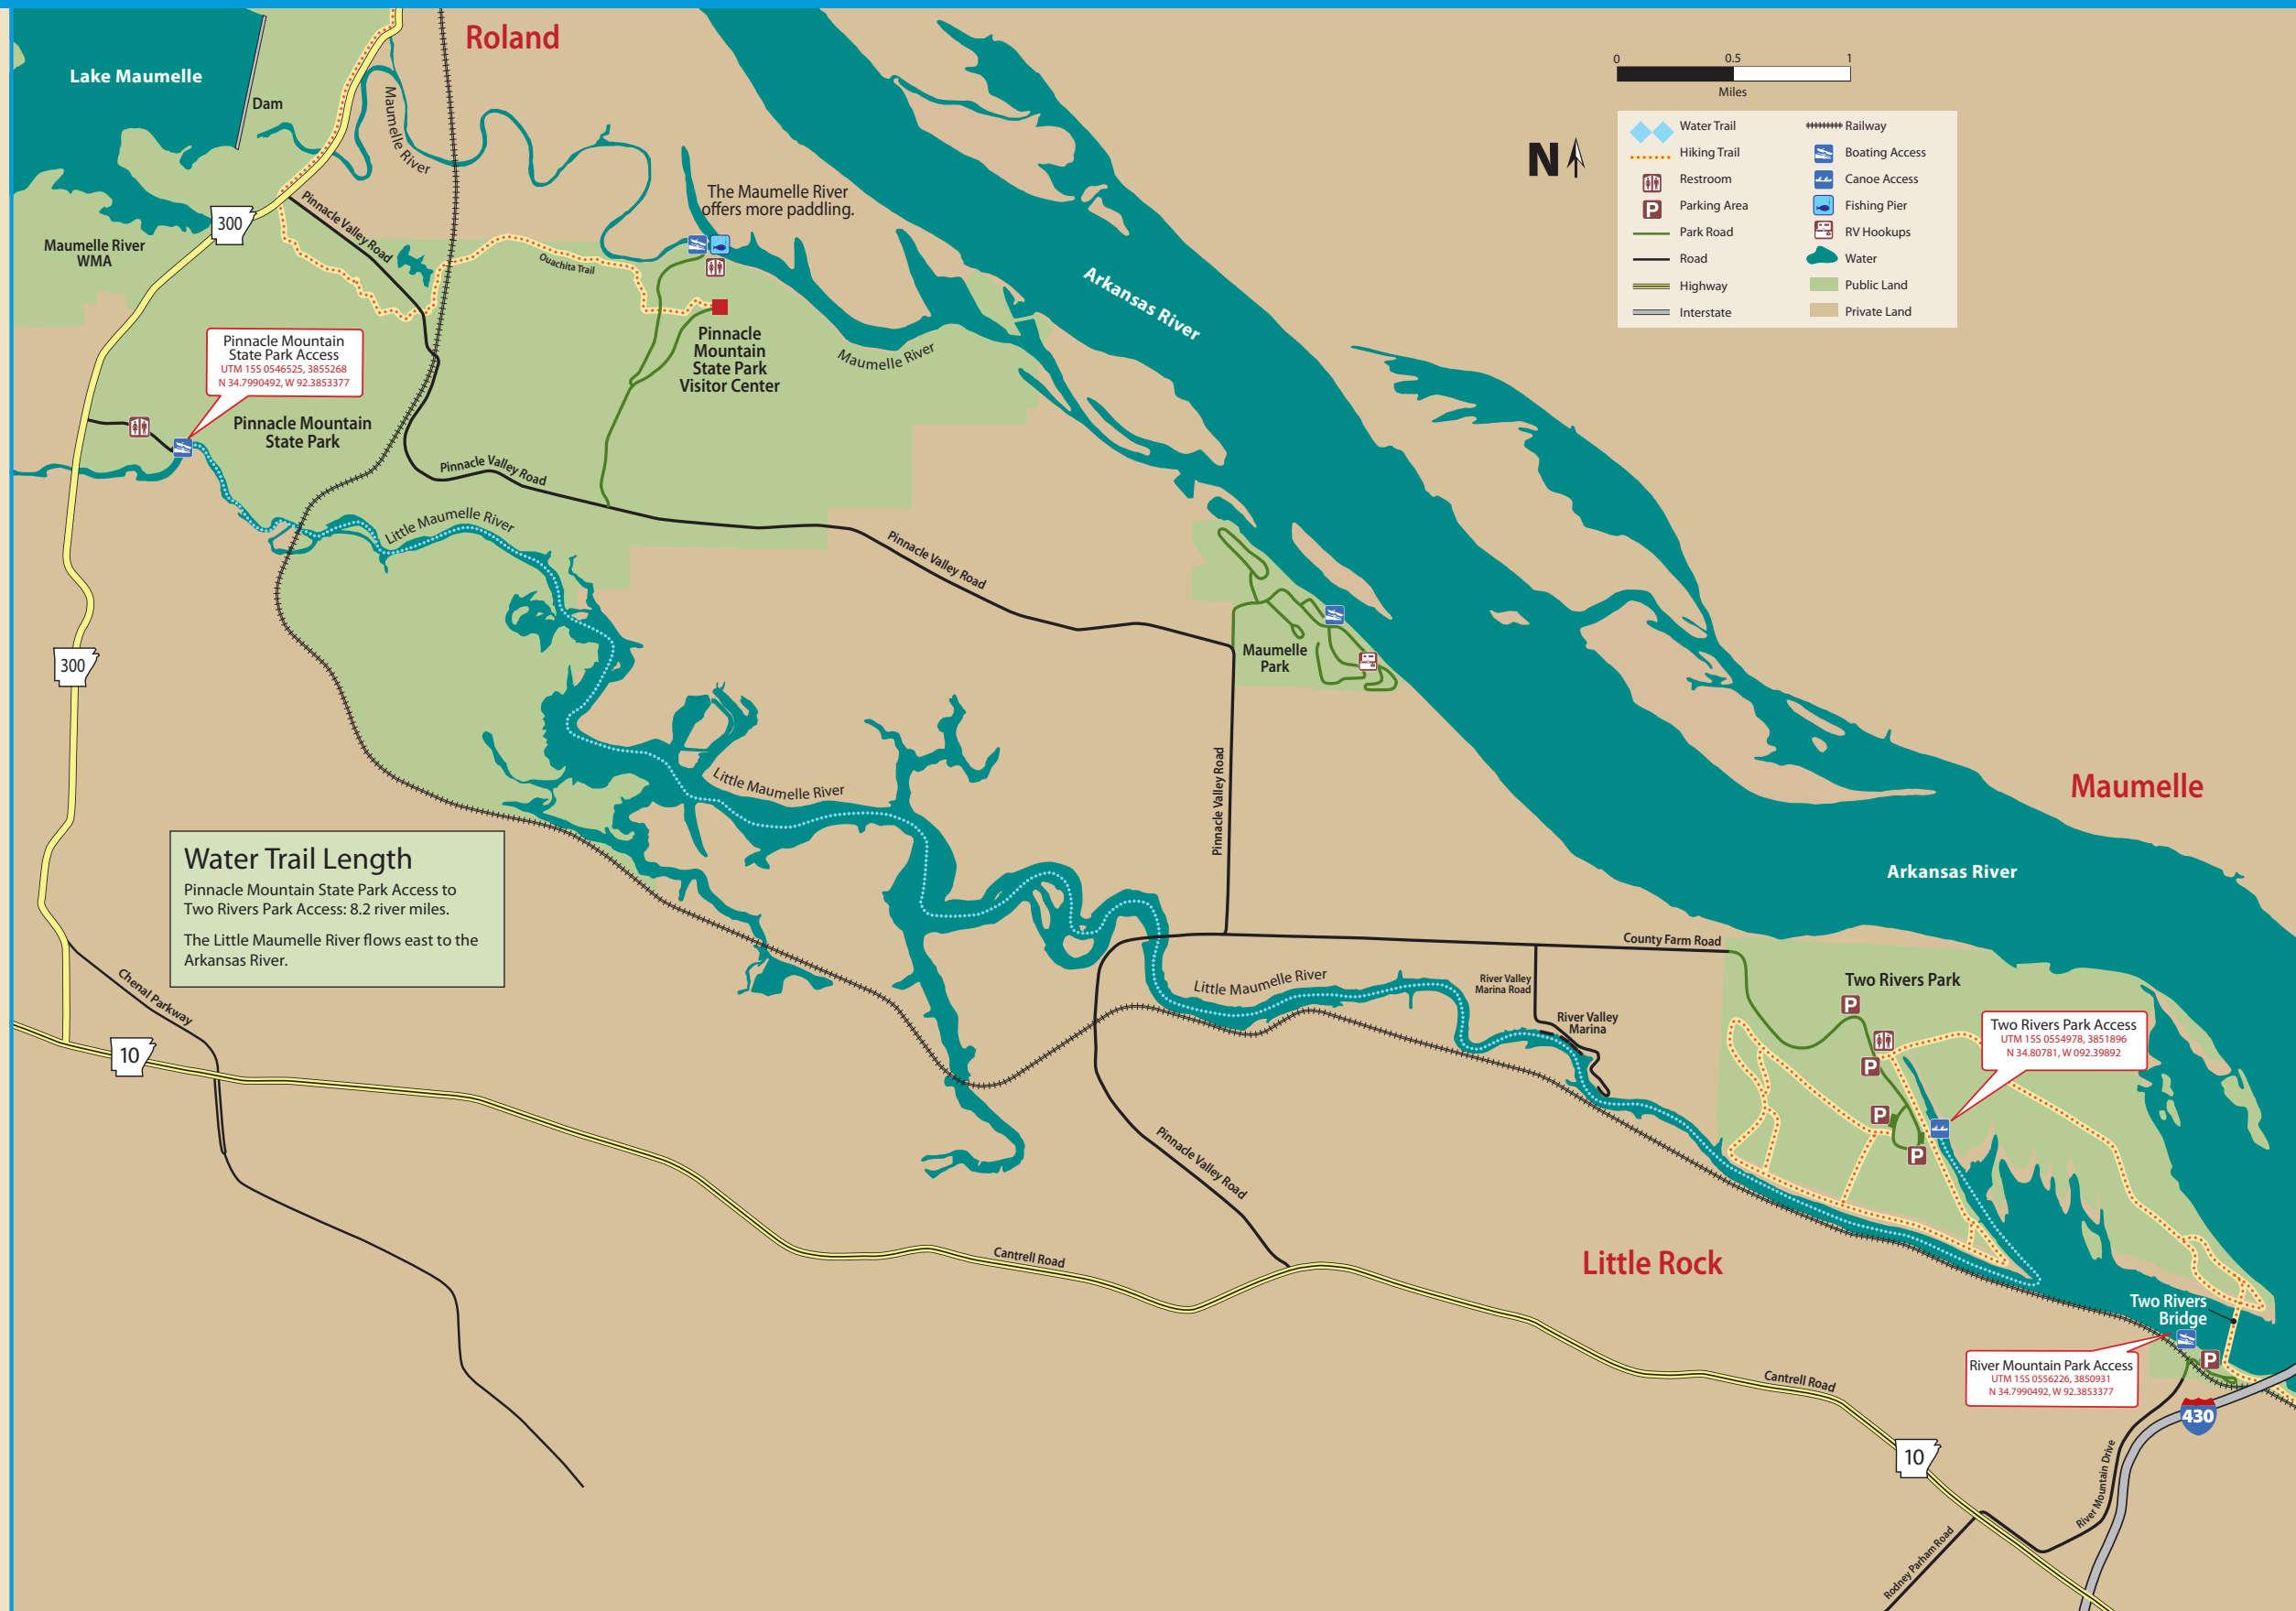 Roland
Lake Maumelle
Dam
Maumelle River
300
Pinnacle Valley Road
Maumelle River
WMA
The Maumelle River
offers more paddling.
Ouachita Trail
Arkansas River
0 0.5 1
Miles
N
Water Trail
Hiking Trail
Restroom
P
Parking Area
Park Road
Road
Highway
Interstate
Railway
Boating Access
Canoe Access
Fishing Pier
RV Hookups
Water
Public Land
Private Land
Pinnacle Mountain
State Park Access
UTM 15S 0546525, 3855268
N 34.7990492, W 92.3853377
Pinnacle
Mountain
State Park
Visitor Center
Maumelle River
Pinnacle Mountain
State Park
Pinnacle Valley Road
Little Maumelle River
Pinnacle Valley Road
300
Maumelle
Park
Pinnacle Valley Road
Little Maumelle River
Maumelle
Arkansas River
Water Trail Length
Pinnacle Mountain State Park Access to
Two Rivers Park Access: 8.2 river miles.
The Little Maumelle River flows east to the
Arkansas River.
Chenal Parkway
10
County Farm Road
Little Maumelle River
River Valley
Marina Road
River Valley
Marina
Two Rivers Park
P
P
P
P
Two Rivers Park Access
UTM 15S 0554978, 3851896
N 34.80781, W 092.39892
Pinnacle Valley Road
Cantrell Road
Little Rock
Two Rivers
Bridge
P
River Mountain Park Access
UTM 15S 0556226, 3850931
N 34.7990492, W 92.3853377
430
Cantrell Road
10
River Mountain Drive
Rodney Parham Road